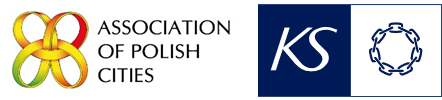 ASSOCIATION
OF POLISH
CITIES
KS